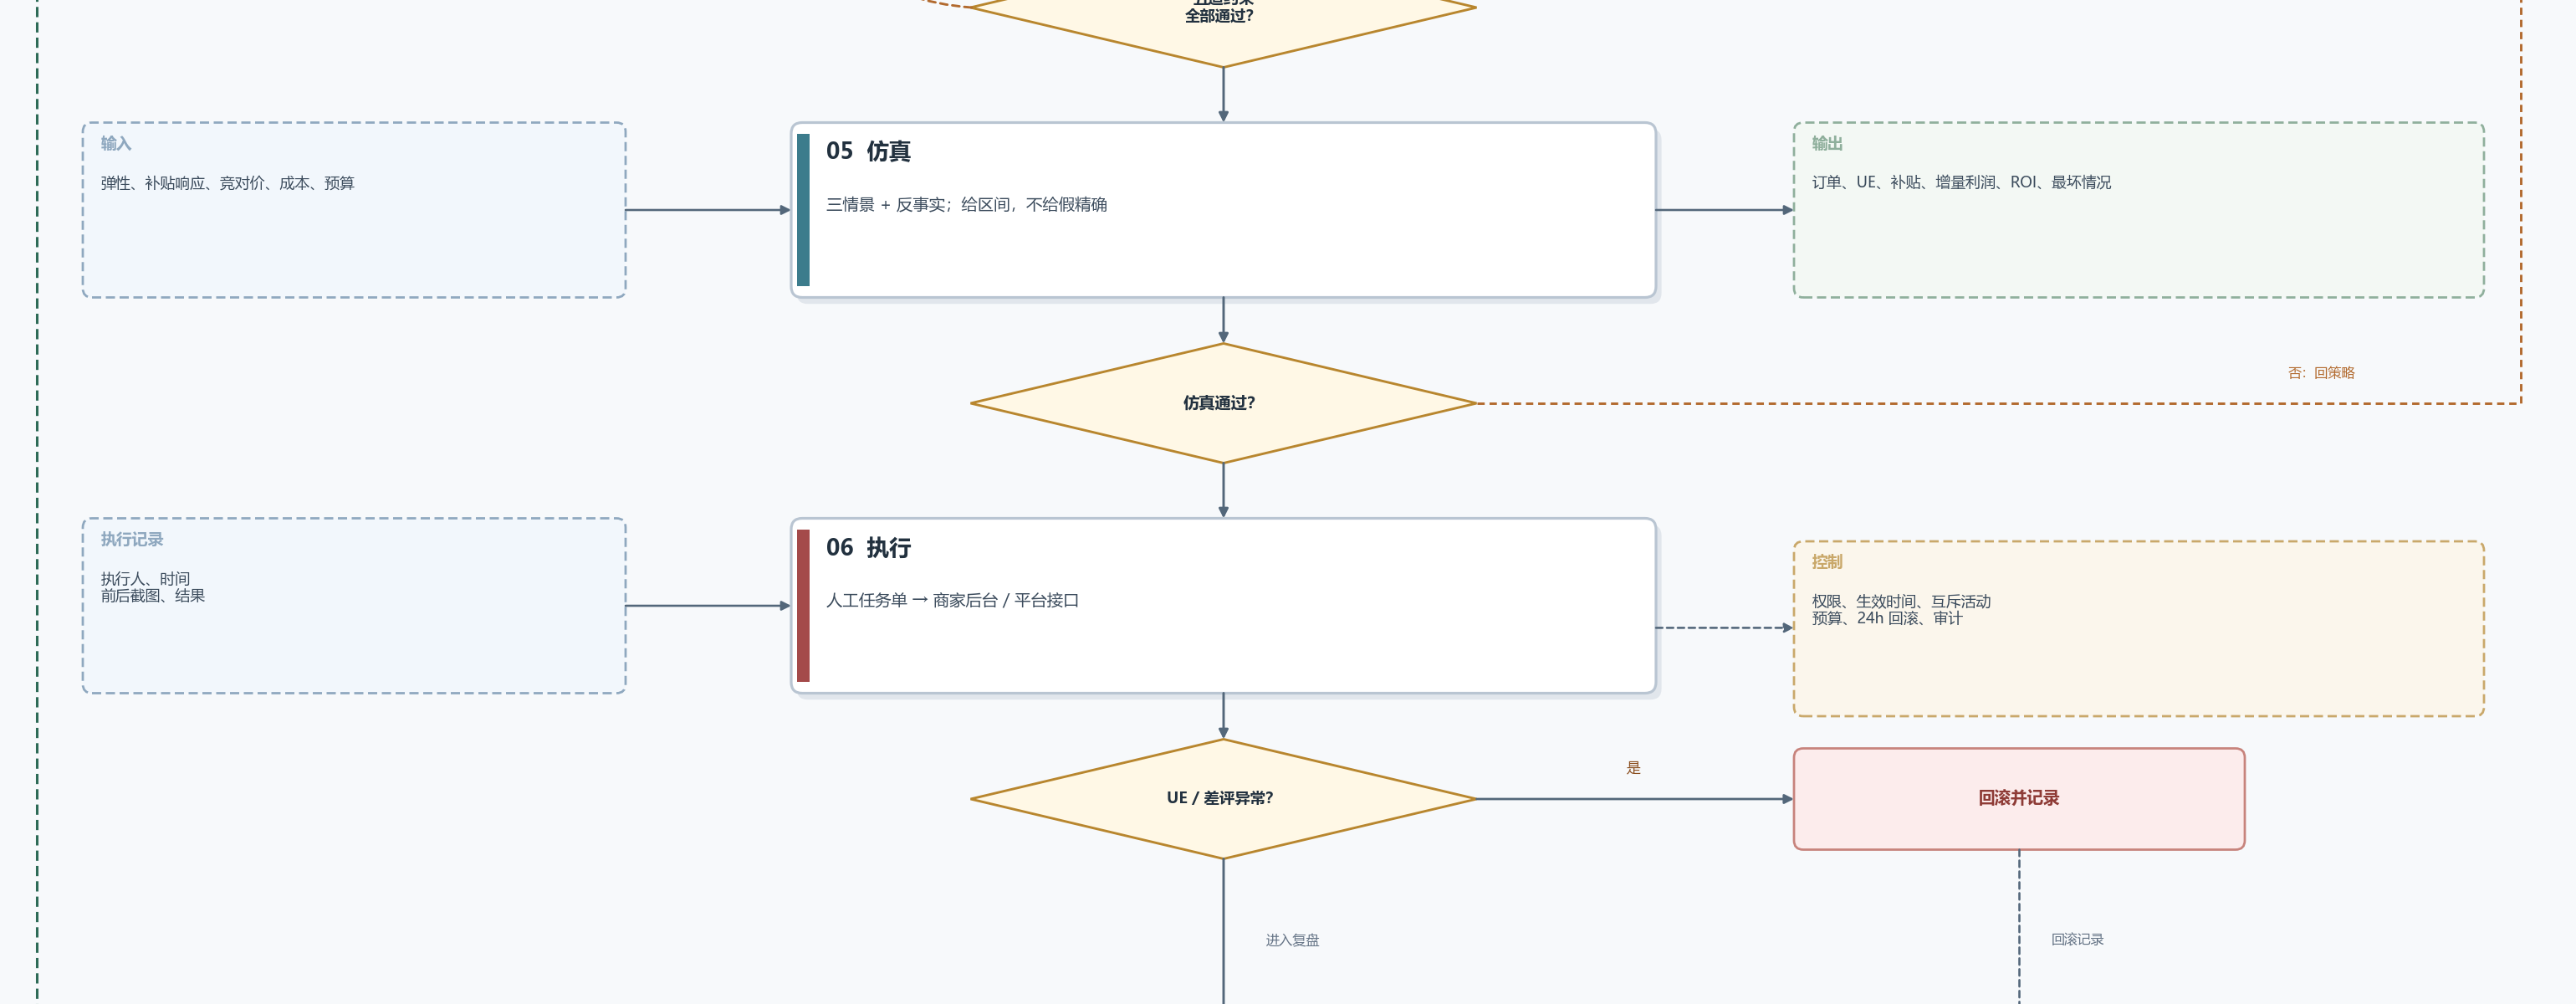 全部通过?
输入
弹性、补贴响应、竞对价、成本、预算
05 仿真
三情景 + 反事实；给区间，不给假精确
输出
订单、UE、补贴、增量利润、ROI、最坏情况
仿真通过?
否：回策略
执行记录
执行人、时间
前后截图、结果
06 执行
人工任务单 → 商家后台 / 平台接口
控制
权限、生效时间、互斥活动
预算、24h 回滚、审计
UE / 差评异常?
是
回滚并记录
进入复盘
回滚记录